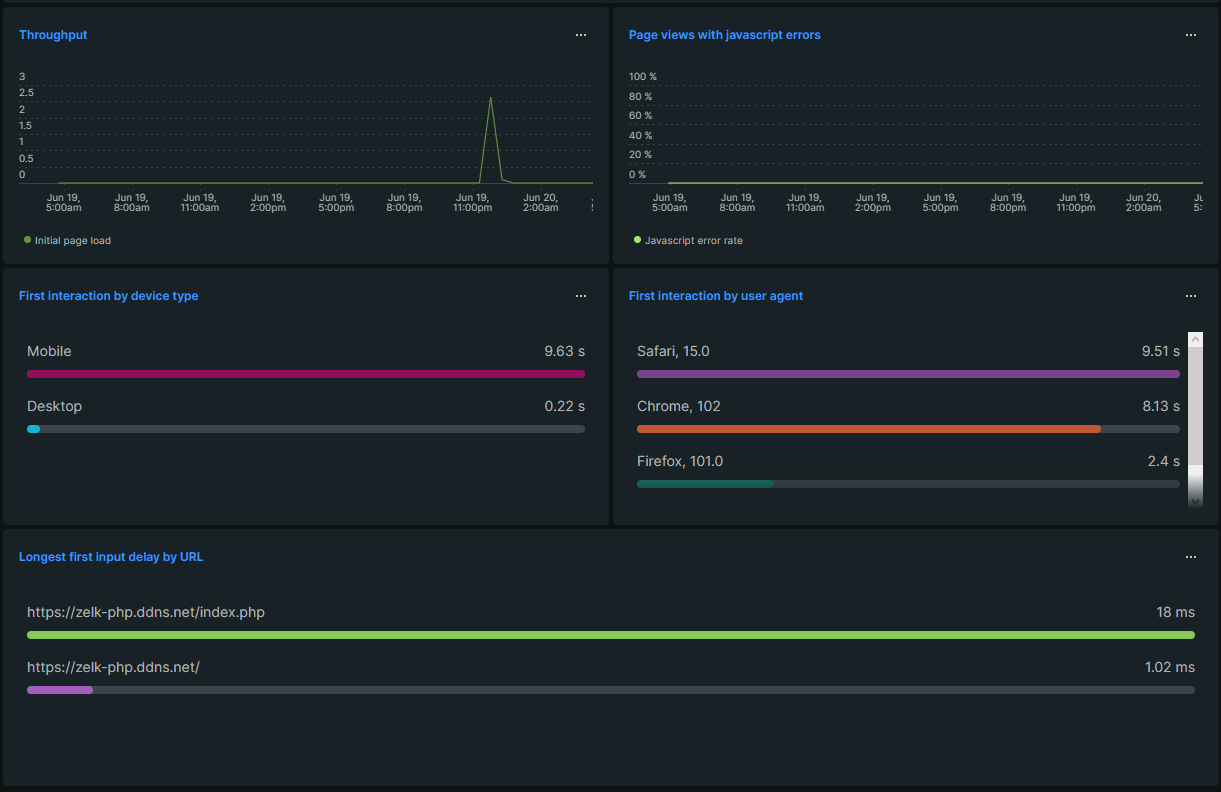 Throughput
3
2.5
2
1.5
1
0.5
0
Jun 19,
5:00am
Jun 19,
8:00am
Jun 19,
11:00am
Jun 19,
2:00pm
Jun 19,
5:00pm
Jun 19,
8:00pm
Jun 19,
11:00pm
Jun 20,
2:00am
Initial page load
Page views with javascript errors
100 %
80 %
60 %
40 %
20 %
0 %
Jun 19,
5:00am
Jun 19,
8:00am
Jun 19,
11:00am
Jun 19,
2:00pm
Jun 19,
5:00pm
Jun 19,
8:00pm
Jun 19,
11:00pm
Jun 20,
2:00am
Javascript error rate
First interaction by device type
Mobile 9.63 s
Desktop 0.22 s
First interaction by user agent
Safari, 15.0 9.51 s
Chrome, 102 8.13 s
Firefox, 101.0 2.4 s
Longest first input delay by URL
https://zelk-php.ddns.net/index.php 18 ms
https://zelk-php.ddns.net/ 1.02 ms